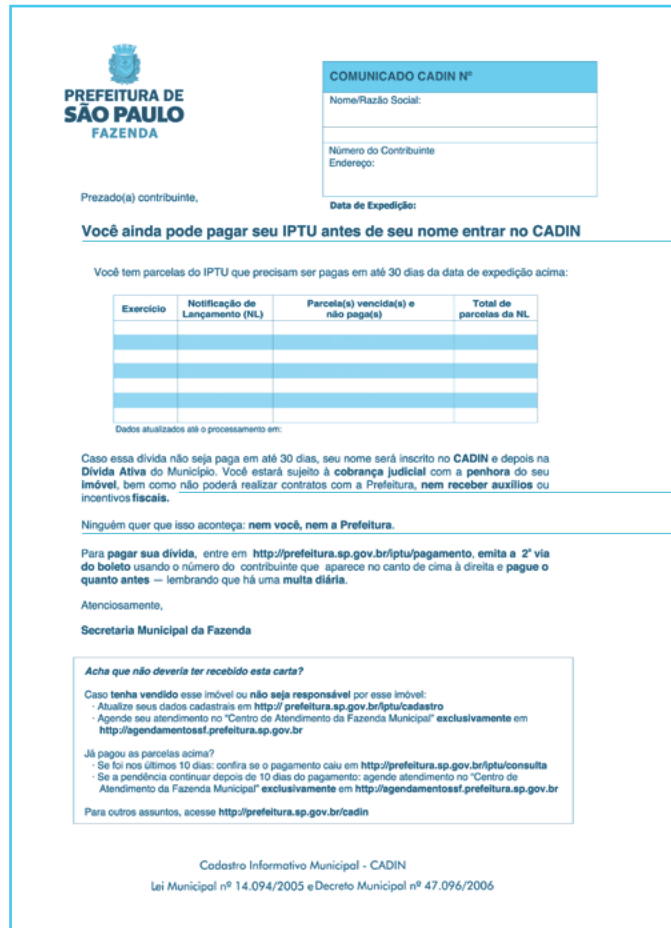 PREFEITURA DE
SÃO PAULO
FAZENDA
COMUNICADO CADIN Nº
Nome/Razão Social:
Número do Contribuinte
Endereço:
Prezado(a) contribuinte,
Data de Expedição:
Você ainda pode pagar seu IPTU antes de seu nome entrar no CADIN
Você tem parcelas do IPTU que precisam ser pagas em até 30 dias da data de expedição acima:
Exercício
Notificação de
Lançamento (NL)
Parcela(s) vencida(s) e
não paga(s)
Total de
parcelas da NL
Dados atualizados até o processamento em:
Caso essa dívida não seja paga em até 30 dias, seu nome será inscrito no CADIN e depois na
Dívida Ativa do Município. Você estará sujeito à cobrança judicial com a penhora do seu
imóvel, bem como não poderá realizar contratos com a Prefeitura, nem receber auxílios ou
incentivos fiscais.
Ninguém quer que isso aconteça: nem você, nem a Prefeitura.
Para pagar sua dívida, entre em http://prefeitura.sp.gov.br/iptu/pagamento, emita a 2ª via
do boleto usando o número do contribuinte que aparece no canto de cima à direita e pague o
quanto antes — lembrando que há uma multa diária.
Atenciosamente,
Secretaria Municipal da Fazenda
Acha que não deveria ter recebido esta carta?
Caso tenha vendido esse imóvel ou não seja responsável por esse imóvel:
· Atualize seus dados cadastrais em http:// prefeitura.sp.gov.br/iptu/cadastro
· Agende seu atendimento no "Centro de Atendimento da Fazenda Municipal" exclusivamente em
http://agendamentossf.prefeitura.sp.gov.br
Já pagou as parcelas acima?
· Se foi nos últimos 10 dias: confira se o pagamento caiu em http://prefeitura.sp.gov.br/iptu/consulta
· Se a pendência continuar depois de 10 dias do pagamento: agende atendimento no "Centro de
Atendimento da Fazenda Municipal" exclusivamente em http://agendamentossf.prefeitura.sp.gov.br
Para outros assuntos, acesse http://prefeitura.sp.gov.br/cadin
Cadastro Informativo Municipal - CADIN
Lei Municipal nº 14.094/2005 e Decreto Municipal nº 47.096/2006